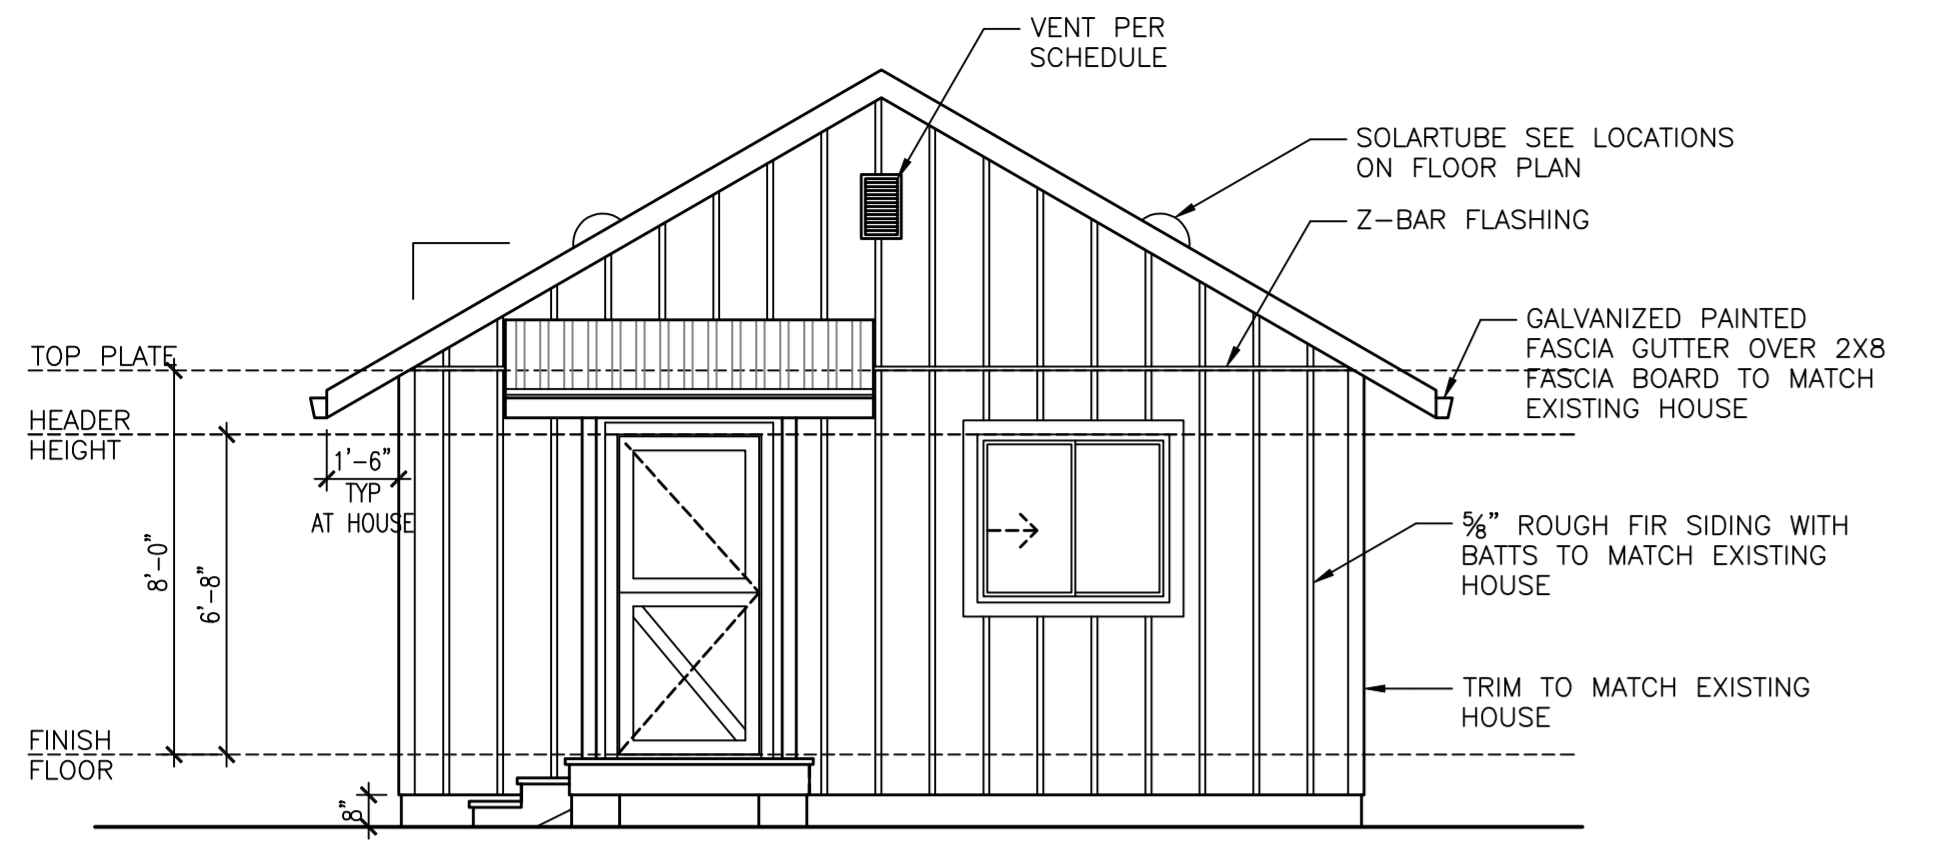 VENT PER
SCHEDULE
SOLARTUBE SEE LOCATIONS
ON FLOOR PLAN
Z-BAR FLASHING
GALVANIZED PAINTED
FASCIA GUTTER OVER 2X8
FASCIA BOARD TO MATCH
EXISTING HOUSE
TOP PLATE
HEADER
HEIGHT
1'-6"
TYP
AT HOUSE
8'-0"
6'-8"
⅝" ROUGH FIR SIDING WITH
BATTS TO MATCH EXISTING
HOUSE
TRIM TO MATCH EXISTING
HOUSE
FINISH
FLOOR
8"